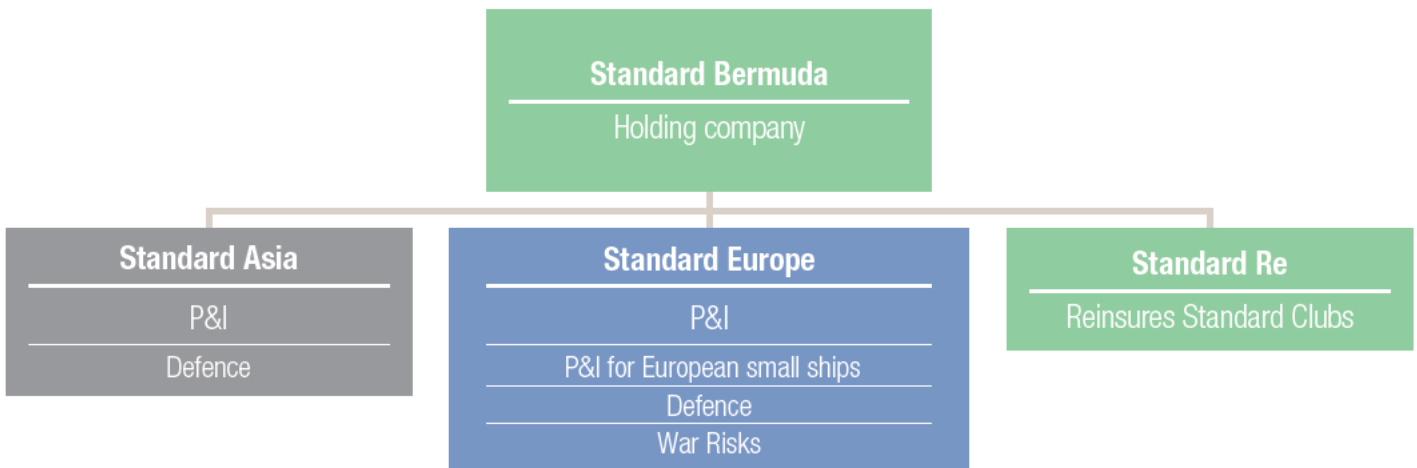 Standard Bermuda
Holding company
Standard Asia
P&I
Defence
Standard Europe
P&I
P&I for European small ships
Defence
War Risks
Standard Re
Reinsures Standard Clubs